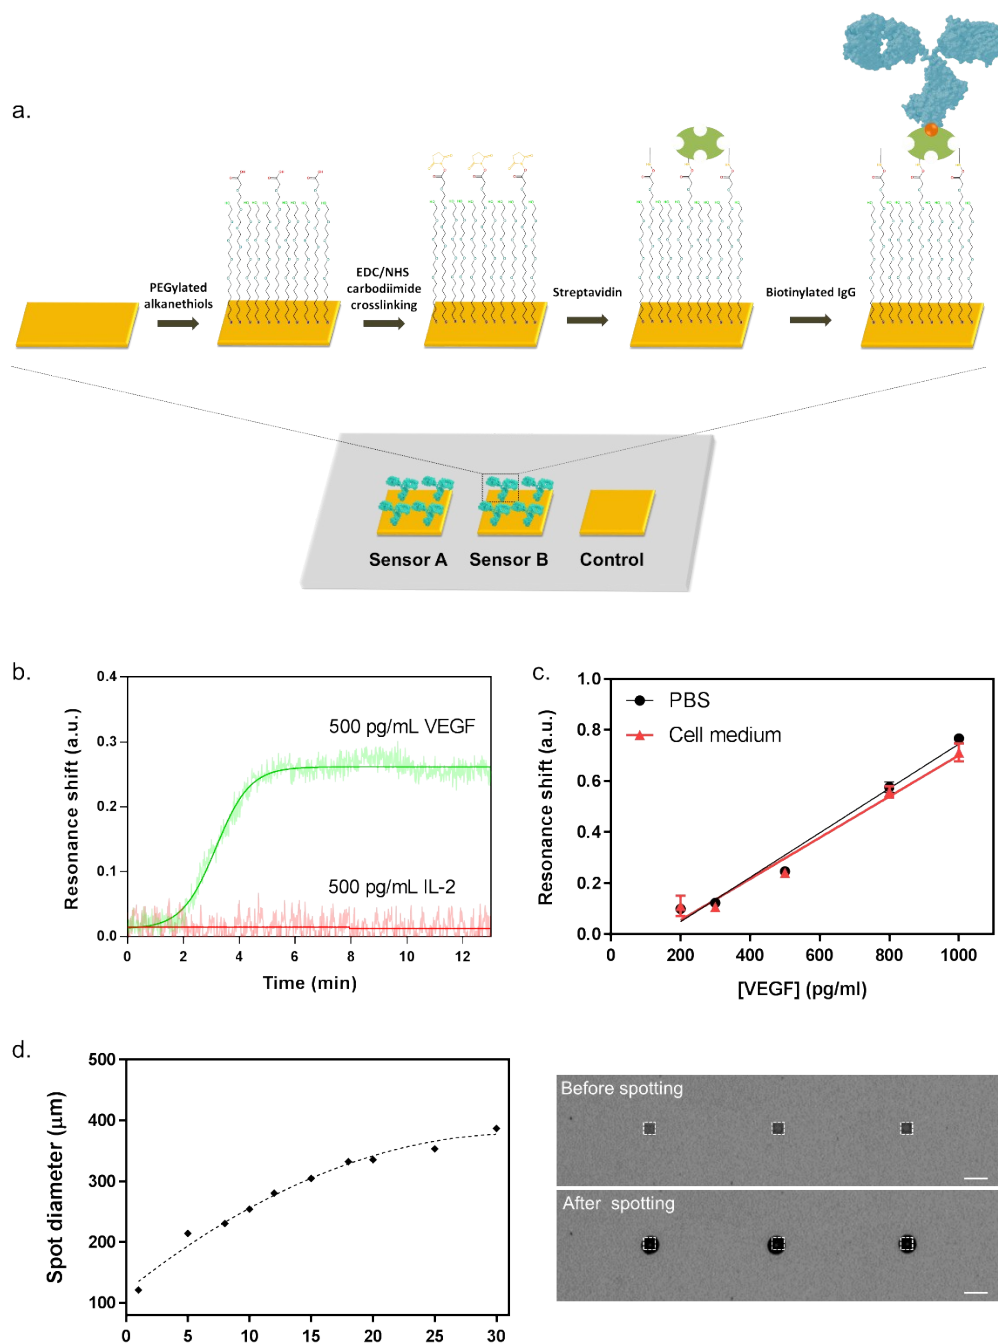 a.
PEGylated
alkanethiols
EDC/NHS
carbodiimide
crosslinking
Streptavidin
Biotinylated IgG
Sensor A
Sensor B
Control
b.
Resonance shift (a.u.)
0.4
0.3
0.2
0.1
0.0
500 pg/mL VEGF
500 pg/mL IL-2
0 2 4 6 8 10 12
Time (min)
c.
Resonance shift (a.u.)
1.0
0.8
0.6
0.4
0.2
0.0
PBS
Cell medium
0 200 400 600 800 1000
[VEGF] (pg/ml)
d.
Spot diameter (μm)
500
400
300
200
100
0 5 10 15 20 25 30
Before spotting
After spotting